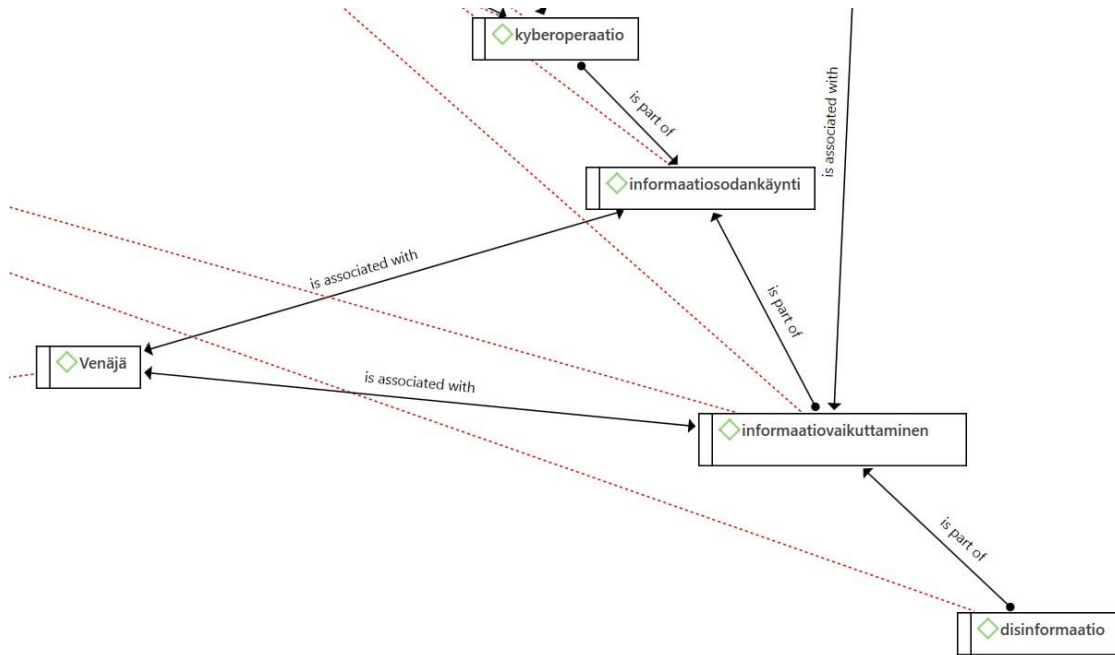 kyberoperaatio
is part of
is associated with
informaatiosodankäynti
is associated with
is part of
Venäjä
is associated with
informaatiovaikuttaminen
is part of
disinformaatio